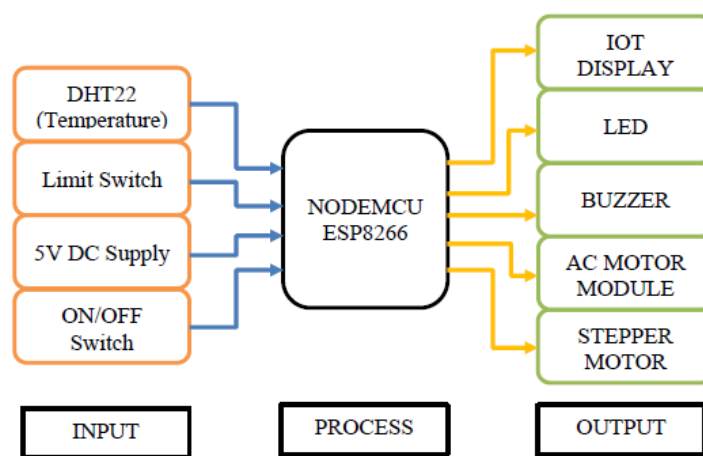 DHT22
(Temperature)
Limit Switch
5V DC Supply
ON/OFF
Switch
NODEMCU
ESP8266
IOT
DISPLAY
LED
BUZZER
AC MOTOR
MODULE
STEPPER
MOTOR
INPUT
PROCESS
OUTPUT